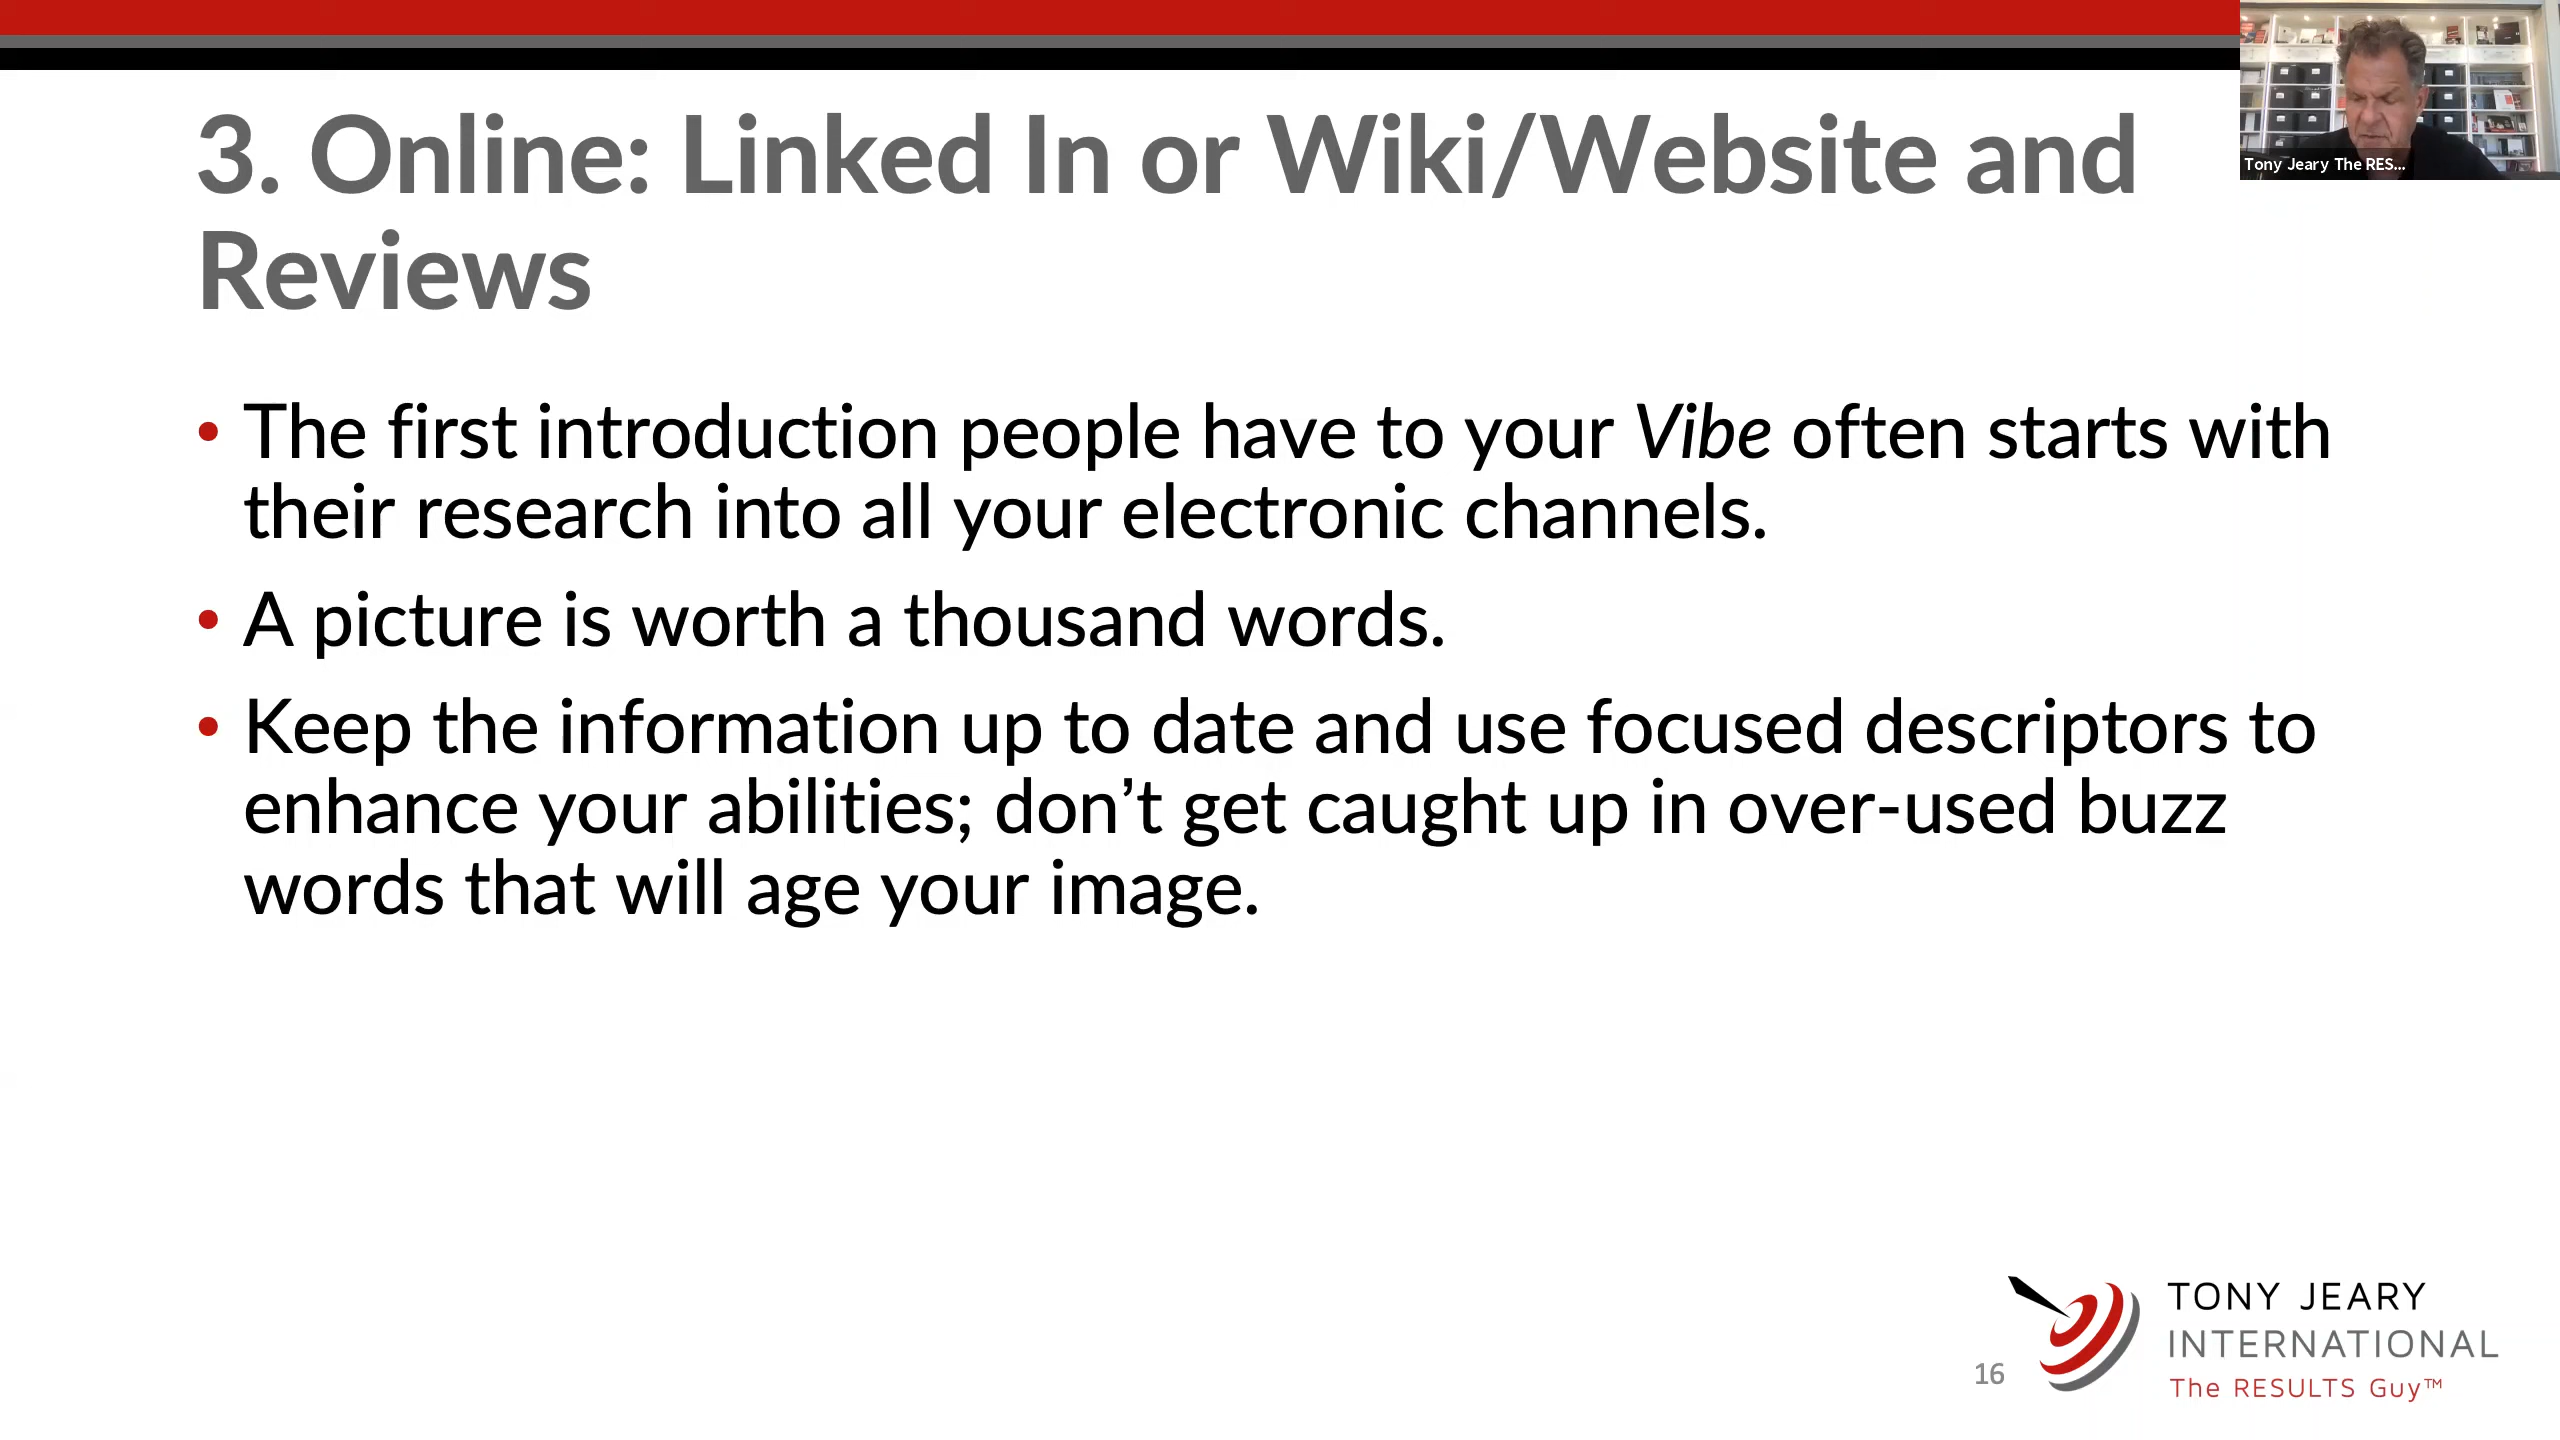 3. Online: Linked In or Wiki/Website and
Reviews
Tony Jeary The RES...
• The first introduction people have to your Vibe often starts with
their research into all your electronic channels.
• A picture is worth a thousand words.
• Keep the information up to date and use focused descriptors to
enhance your abilities; don’t get caught up in over-used buzz
words that will age your image.
16
TONY JEARY
INTERNATIONAL
The RESULTS Guy™